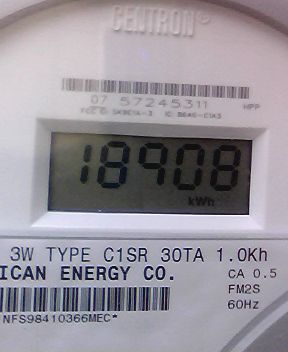 CENTRON®
07 57245311 HPP
18908
kWh
3W TYPE C1SR 30TA 1.0Kh
ICAN ENERGY CO. CA 0.5
FM2S
60Hz
NFS98410366MEC*